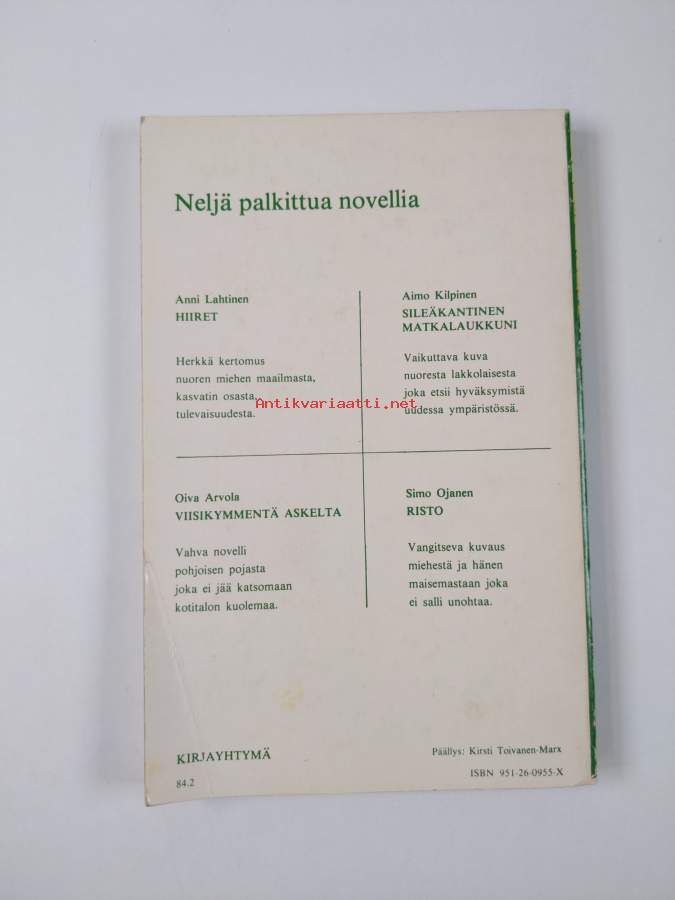 Neljä palkittua novellia
Anni Lahtinen
HIIRET
Herkkä kertomus
nuoren miehen maailmasta,
kasvatin osasta,
tulevaisuudesta.
Aimo Kilpinen
SILEÄKANTINEN
MATKALAUKKUNI
Vaikuttava kuva
nuoresta lakkolaisesta
joka etsii hyväksymistä
uudessa ympäristössä.
Antikvariaatti.net
Oiva Arvola
VIISIKYMMENTÄ ASKELTA
Vahva novelli
pohjoisen pojasta
joka ei jää katsomaan
kotitalon kuolemaa.
Simo Ojanen
RISTO
Vangitseva kuvaus
miehestä ja hänen
maisemastaan joka
ei salli unohtaa.
KIRJAYHTYMÄ
84.2
Päällys: Kirsti Toivanen-Marx
ISBN 951-26-0955-X